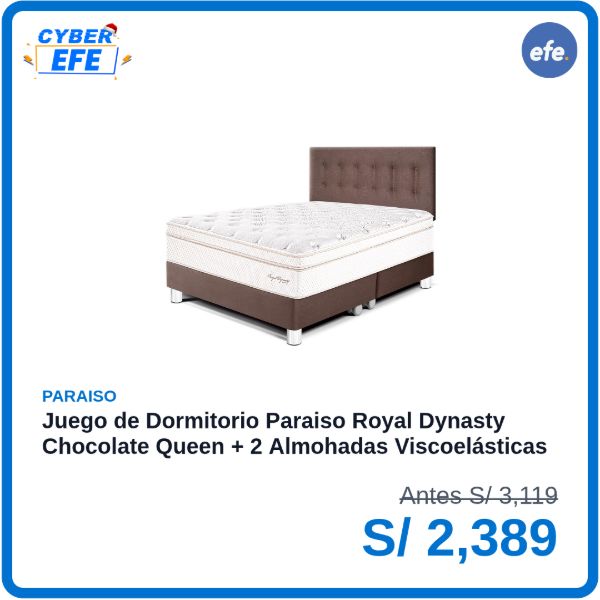 CYBER
EFE
efe.
PARAISO
Juego de Dormitorio Paraiso Royal Dynasty
Chocolate Queen + 2 Almohadas Viscoelásticas
Antes S/ 3,119
S/ 2,389